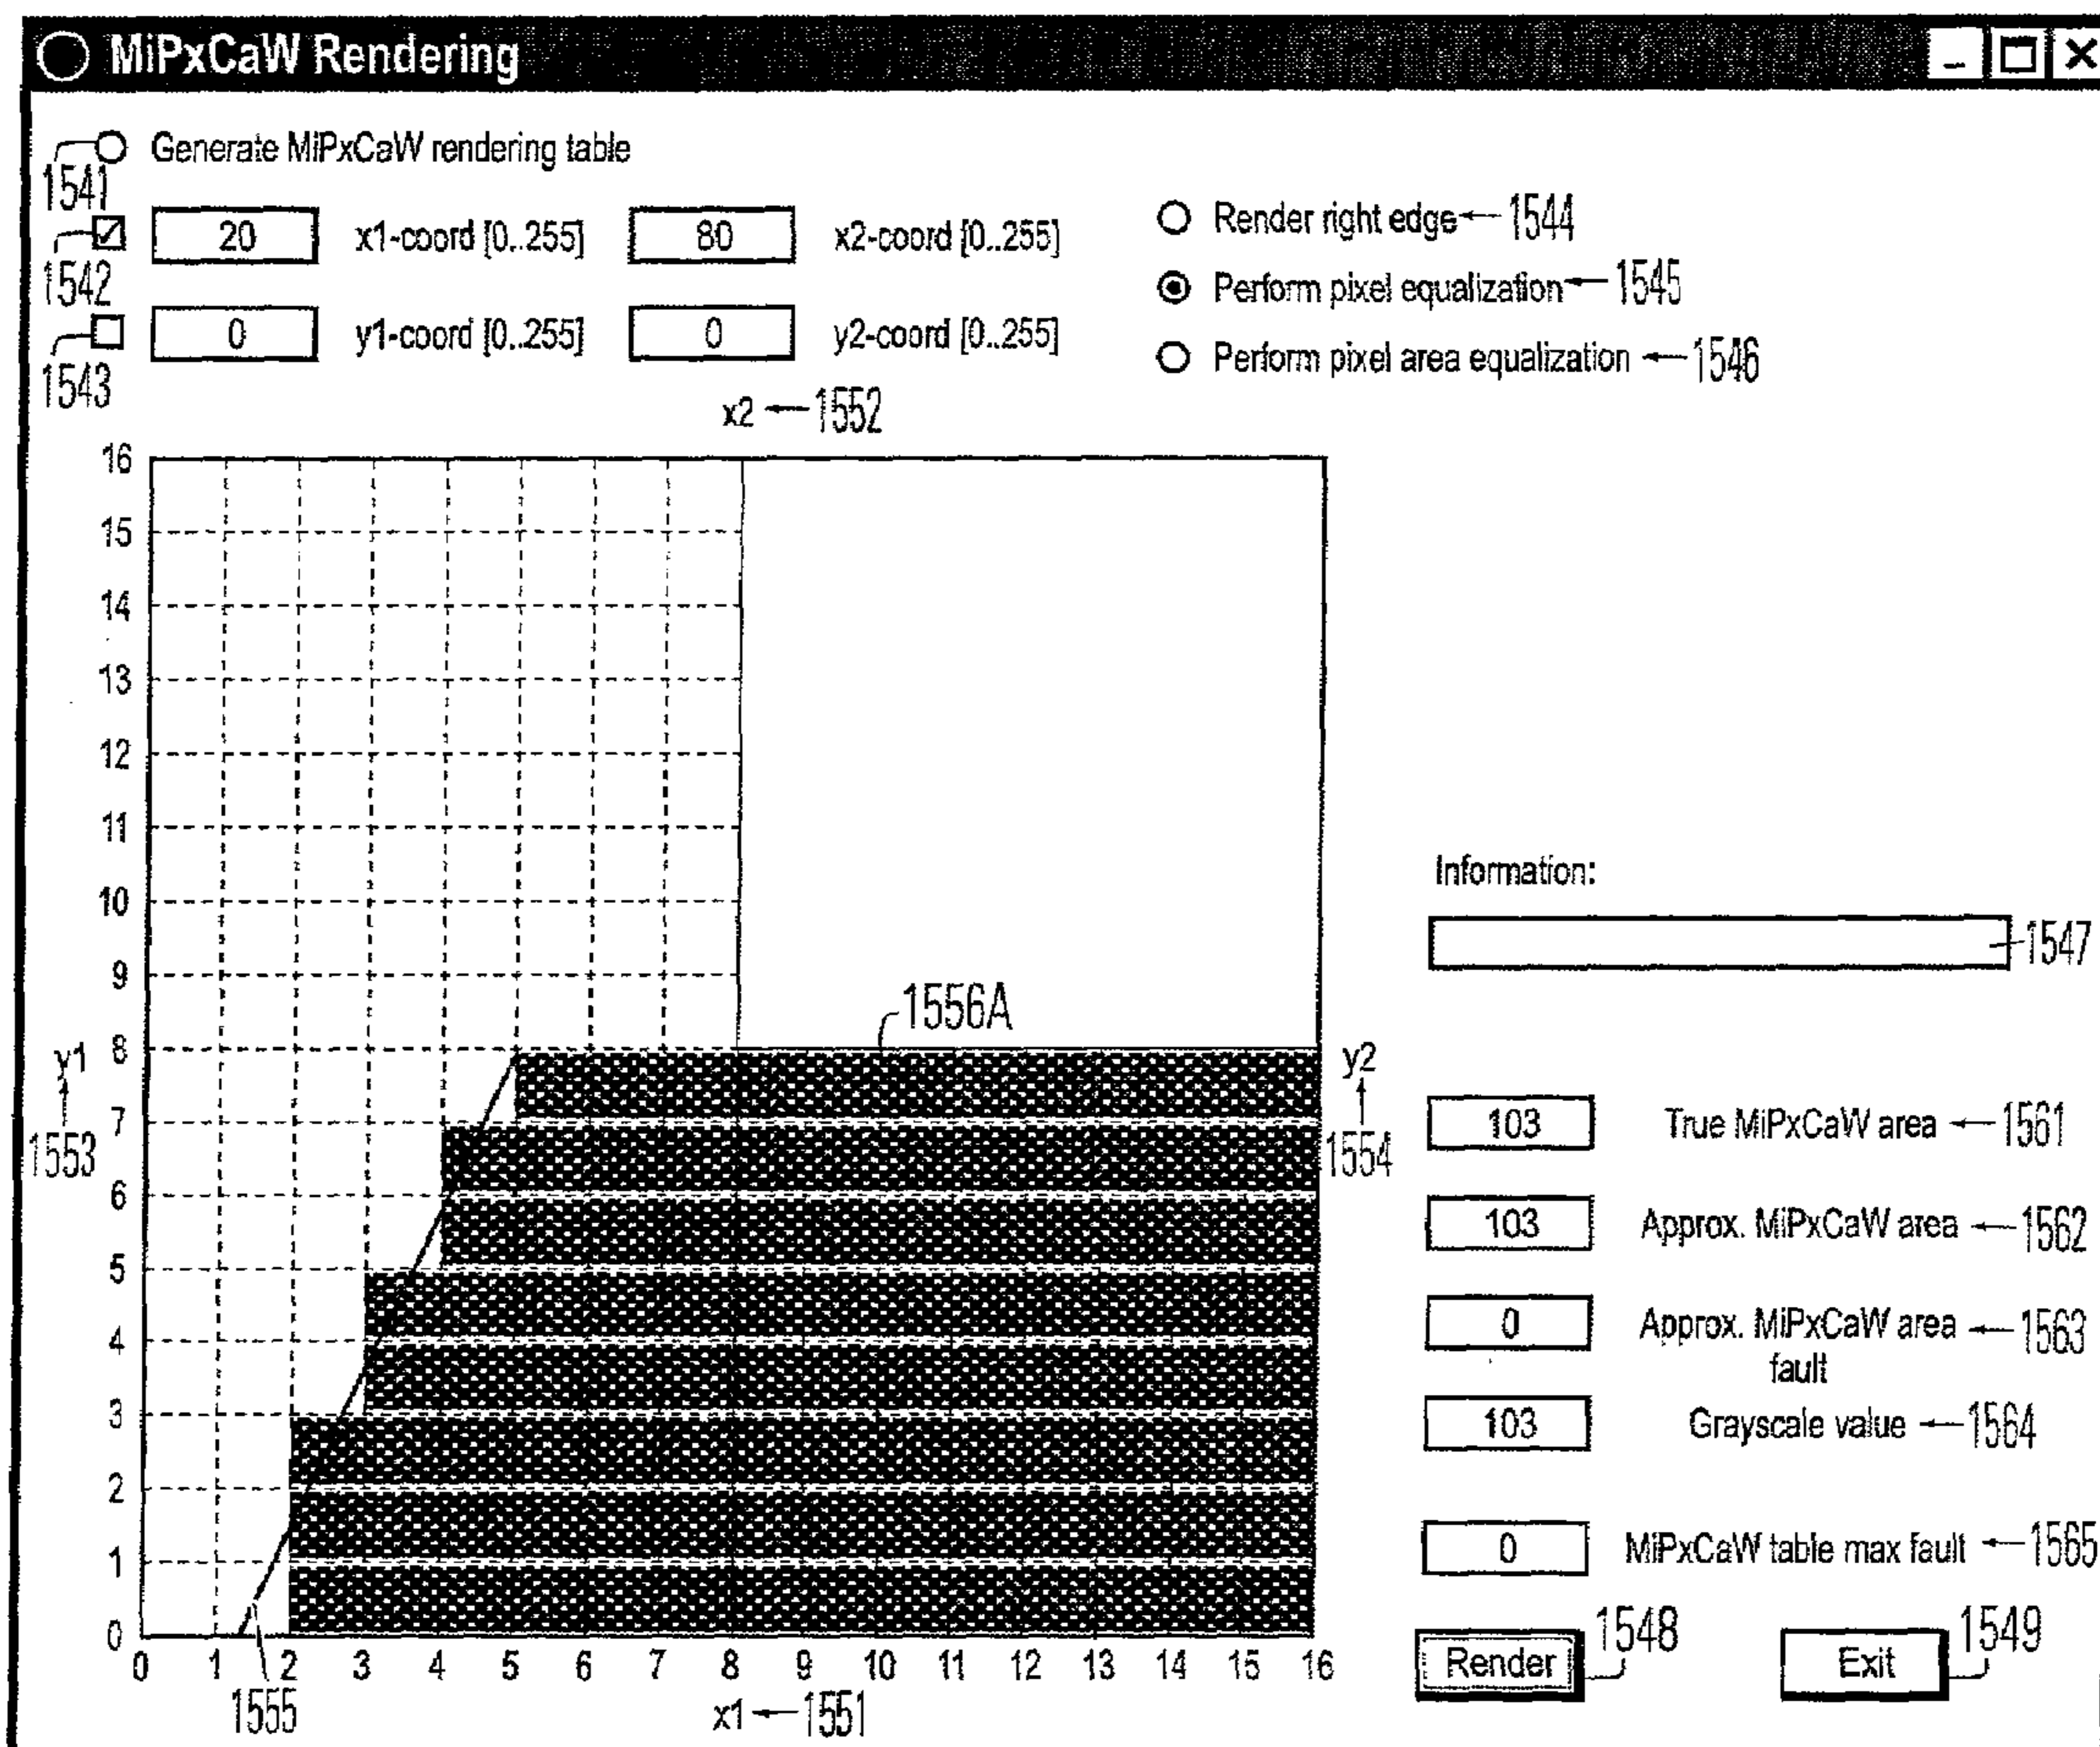 MiPxCaW Rendering
Generate MiPxCaW rendering table
1541
20 x1-coord [0..255] 80 x2-coord [0..255]
1542
0 y1-coord [0..255] 0 y2-coord [0..255]
1543
Render right edge 1544
Perform pixel equalization 1545
Perform pixel area equalization 1546
x2 1552
16
15
14
13
12
11
10
9
8
7
6
5
4
3
2
1
0
y1
1553
1556A
y2
1554
0 1 2 3 4 5 6 7 8 9 10 11 12 13 14 15 16
1555
x1 1551
Information:
1547
103 True MiPxCaW area 1561
103 Approx. MiPxCaW area 1562
0 Approx. MiPxCaW area 1563
fault
103 Grayscale value 1564
0 MiPxCaW table max fault 1565
Render 1548
Exit 1549